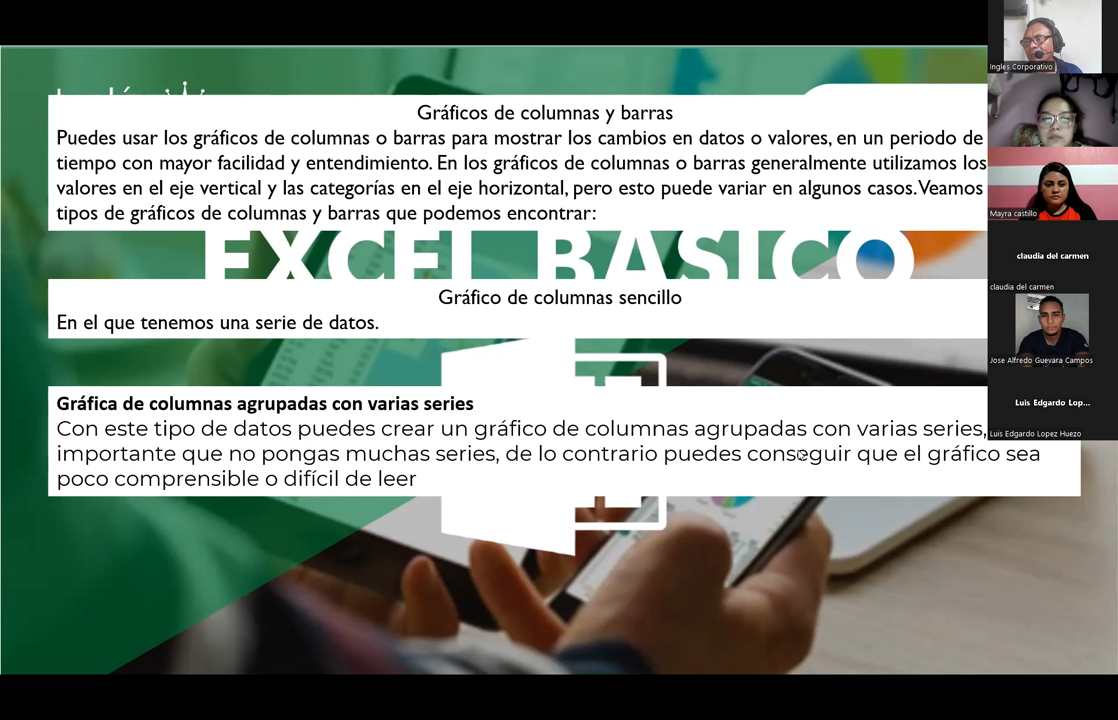 Gráficos de columnas y barras
Puedes usar los gráficos de columnas o barras para mostrar los cambios en datos o valores, en un periodo de
tiempo con mayor facilidad y entendimiento. En los gráficos de columnas o barras generalmente utilizamos los
valores en el eje vertical y las categorías en el eje horizontal, pero esto puede variar en algunos casos. Veamos
tipos de gráficos de columnas y barras que podemos encontrar:
EXCEL BASICO
Gráfico de columnas sencillo
En el que tenemos una serie de datos.
Gráfica de columnas agrupadas con varias series
Con este tipo de datos puedes crear un gráfico de columnas agrupadas con varias series,
importante que no pongas muchas series, de lo contrario puedes conseguir que el gráfico sea
poco comprensible o difícil de leer
Ingles Corporativo
Mayra castillo
claudia del carmen
claudia del carmen
Jose Alfredo Guevara Campos
Luis Edgardo Lop...
Luis Edgardo Lopez Huezo